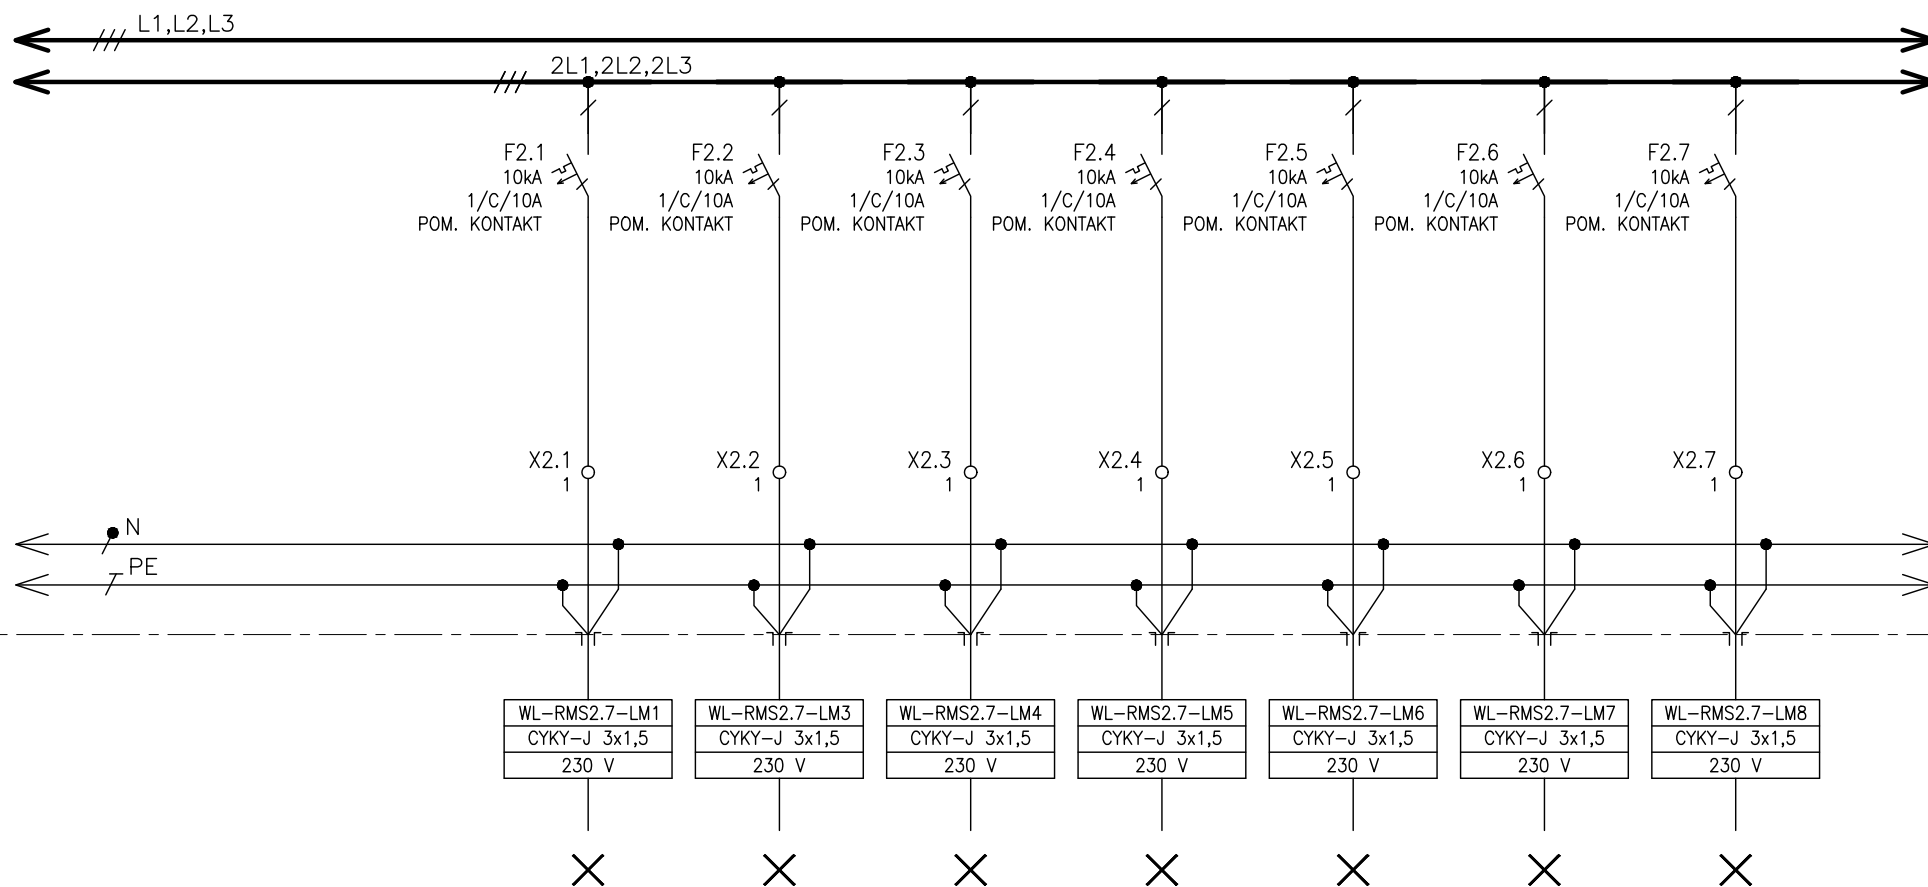 L1,L2,L3
2L1,2L2,2L3
F2.1
10kA
1/C/10A
POM. KONTAKT
F2.2
10kA
1/C/10A
POM. KONTAKT
F2.3
10kA
1/C/10A
POM. KONTAKT
F2.4
10kA
1/C/10A
POM. KONTAKT
F2.5
10kA
1/C/10A
POM. KONTAKT
F2.6
10kA
1/C/10A
POM. KONTAKT
F2.7
10kA
1/C/10A
POM. KONTAKT
X2.1
1
X2.2
1
X2.3
1
X2.4
1
X2.5
1
X2.6
1
X2.7
1
N
PE
WL-RMS2.7-LM1
CYKY-J 3x1,5
230 V
WL-RMS2.7-LM3
CYKY-J 3x1,5
230 V
WL-RMS2.7-LM4
CYKY-J 3x1,5
230 V
WL-RMS2.7-LM5
CYKY-J 3x1,5
230 V
WL-RMS2.7-LM6
CYKY-J 3x1,5
230 V
WL-RMS2.7-LM7
CYKY-J 3x1,5
230 V
WL-RMS2.7-LM8
CYKY-J 3x1,5
230 V